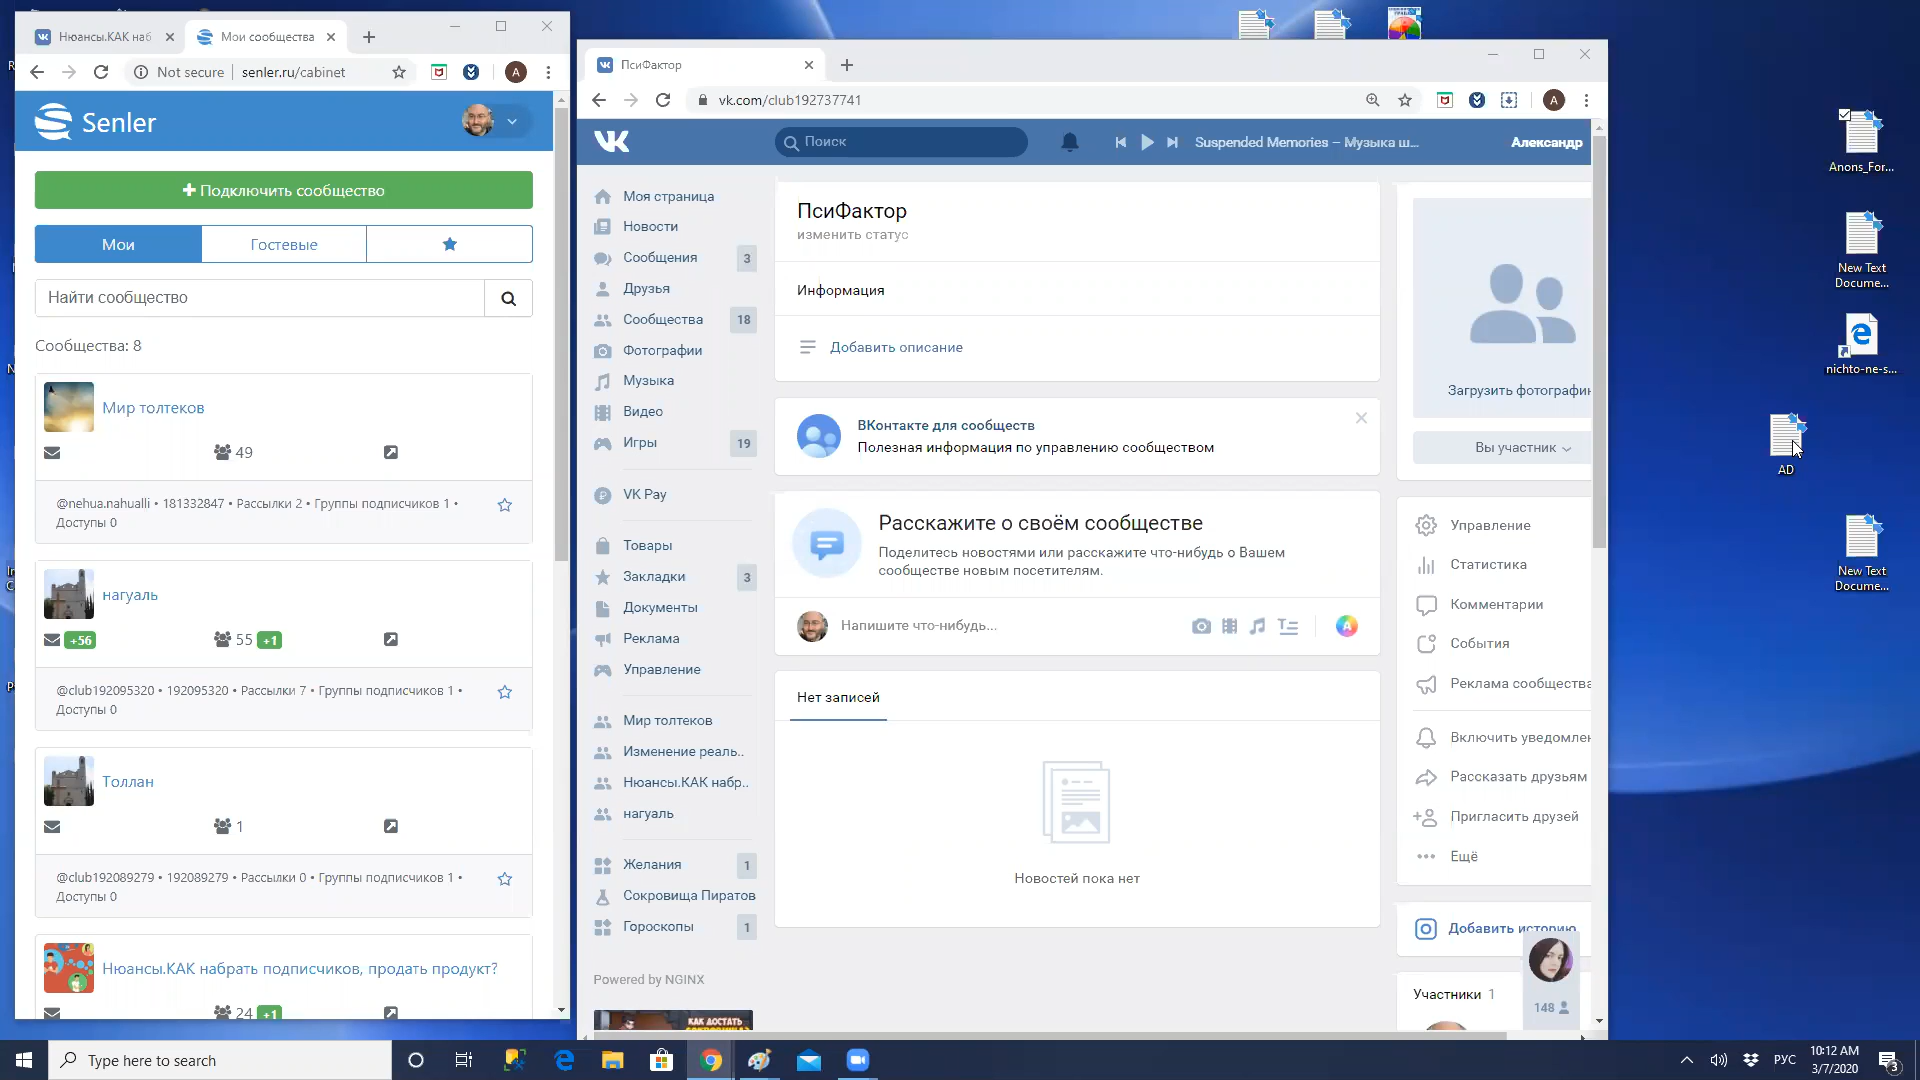 Нюансы.КАК наб
Мои сообщества
Not secure
senler.ru/cabinet
A
Senler
Подключить сообщество
Мои
Гостевые
Найти сообщество
Сообщества: 8
Мир толтеков
49
@nehua.nahualli • 181332847 • Рассылки 2 • Группы подписчиков 1 •
Доступы 0
нагуаль
+56
55 +1
@club192095320 • 192095320 • Рассылки 7 • Группы подписчиков 1 •
Доступы 0
Толлан
1
@club192089279 • 192089279 • Рассылки 0 • Группы подписчиков 1 •
Доступы 0
Нюансы.КАК набрать подписчиков, продать продукт?
24 +1
ПсиФактор
vk.com/club192737741
A
Поиск
Suspended Memories – Музыка ш...
Александр
Моя страница
Новости
Сообщения 3
Друзья
Сообщества 18
Фотографии
Музыка
Видео
Игры 19
VK Pay
Товары
Закладки 3
Документы
Реклама
Управление
Мир толтеков
Изменение реаль..
Нюансы.КАК набр..
нагуаль
Желания 1
Сокровища Пиратов
Гороскопы 1
Powered by NGINX
КАК ДОСТАТЬ
ПсиФактор
изменить статус
Информация
Добавить описание
ВКонтакте для сообществ
Полезная информация по управлению сообществом
Расскажите о своём сообществе
Поделитесь новостями или расскажите что-нибудь о Вашем
сообществе новым посетителям.
Напишите что-нибудь...
Нет записей
Новостей пока нет
Загрузить фотографи
Вы участник
Управление
Статистика
Комментарии
События
Реклама сообщества
Включить уведомлен
Рассказать друзьям
Пригласить друзей
Ещё
Добавить историю
Участники 1
148
Anons_For...
New Text
Docume...
nichto-ne-s...
AD
New Text
Docume...
Type here to search
РУС
10:12 AM
3/7/2020
3